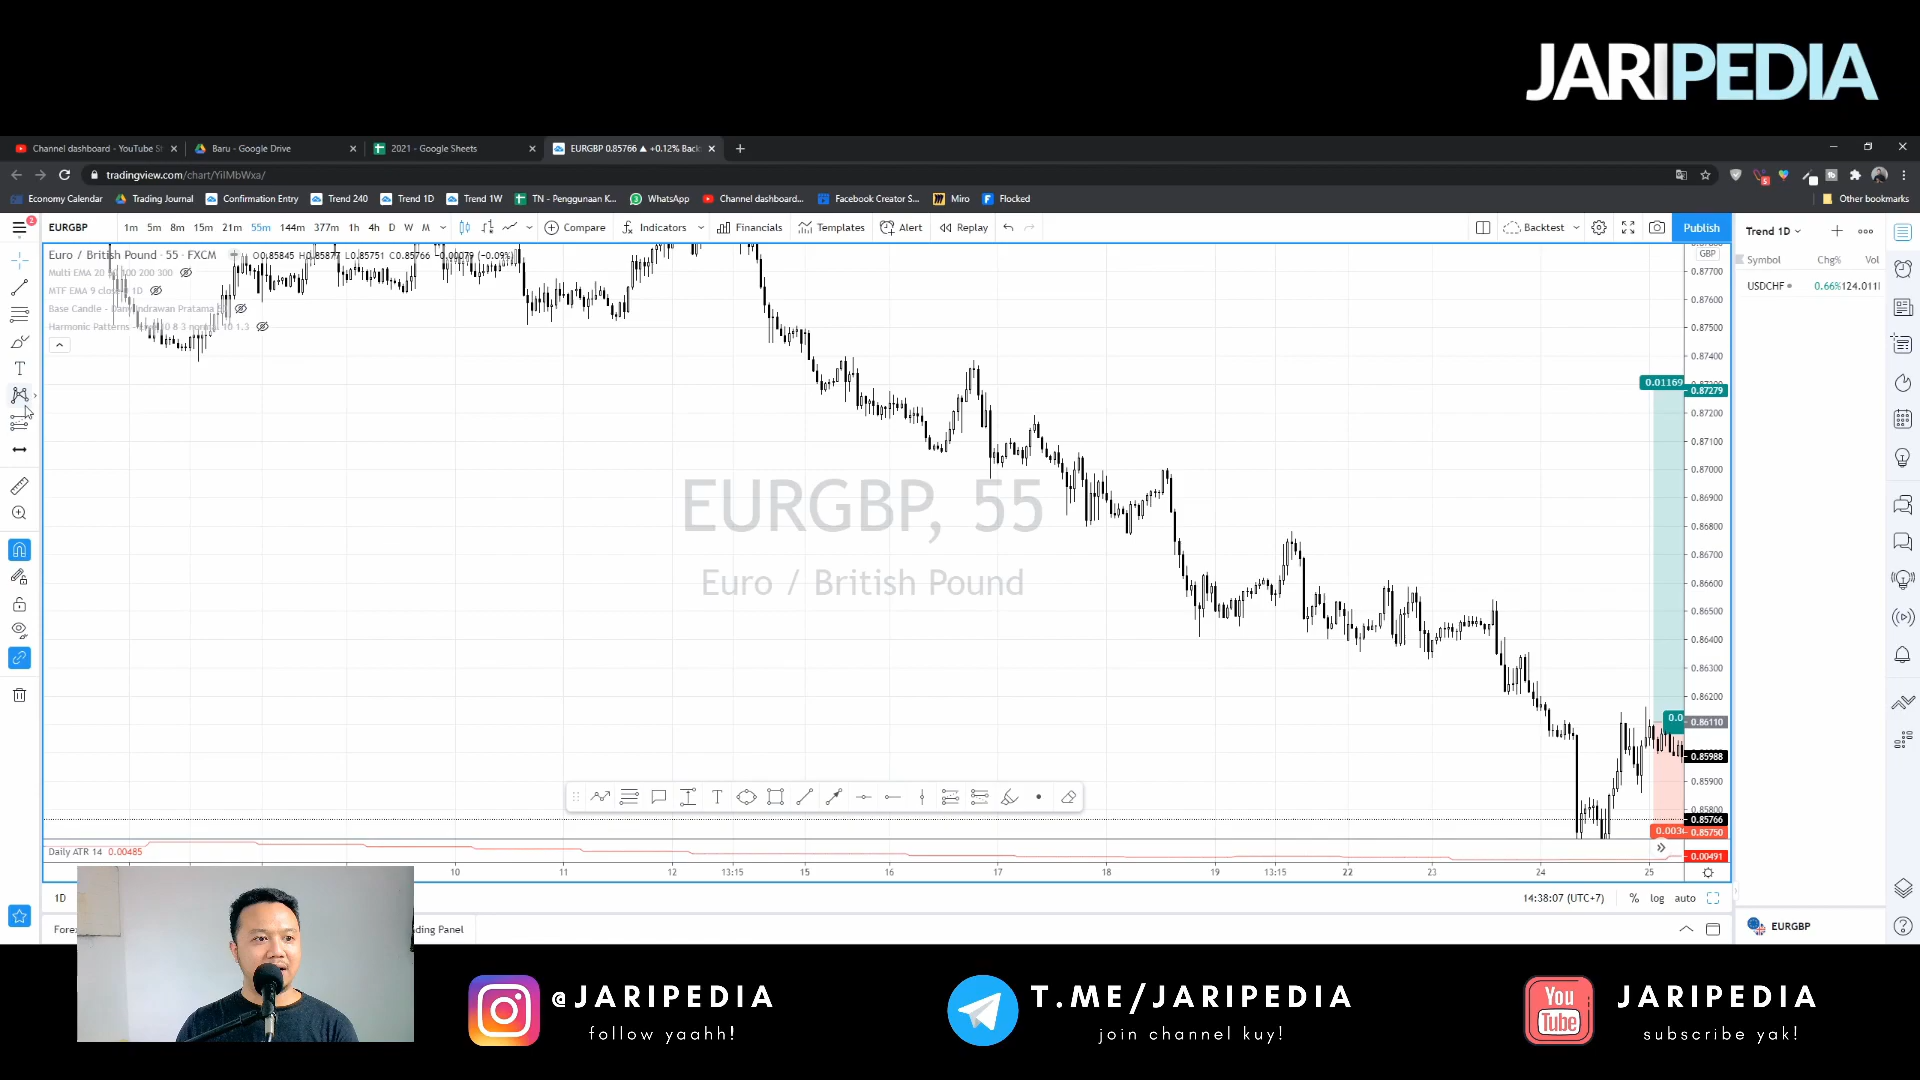 JARIPEDIA
Channel dashboard - YouTube St
Baru - Google Drive
2021 - Google Sheets
EURGBP 0.85766 ▲ +0.12% Back
tradingview.com/chart/YilMbWxa/
Economy Calendar
Trading Journal
Confirmation Entry
Trend 240
Trend 1D
Trend 1W
TN - Penggunaan K...
WhatsApp
Channel dashboard...
Facebook Creator S...
Miro
Flocked
Other bookmarks
EURGBP
1m 5m 8m 15m 21m 55m 144m 377m 1h 4h D W M
Compare
Indicators
Financials
Templates
Alert
Replay
Backtest
Publish
Trend 1D
Symbol Chg% Vol
USDCHF 0.66% 124.011
Euro / British Pound · 55 · FXCM
O0.85845 H0.85877 L0.85751 C0.85766 −0.00079 (−0.09%)
MTF EMA 9 close 1D
GBP
0.87700
0.87600
0.87500
0.87400
0.01169
0.87279
0.87200
0.87100
0.87000
0.86900
0.86800
0.86700
0.86600
0.86500
0.86400
0.86300
0.86200
0.86110
0.85988
0.85900
0.85800
0.85766
0.85750
0.00491
EURGBP, 55
Euro / British Pound
Daily ATR 14 0.00485
10 11 12 13:15 15 16 17 18 19 13:15 22 23 24 25
1D
14:38:07 (UTC+7)
% log auto
Forex
ding Panel
EURGBP
@JARIPEDIA
follow yaahh!
T.ME/JARIPEDIA
join channel kuy!
You
Tube
JARIPEDIA
subscribe yak!